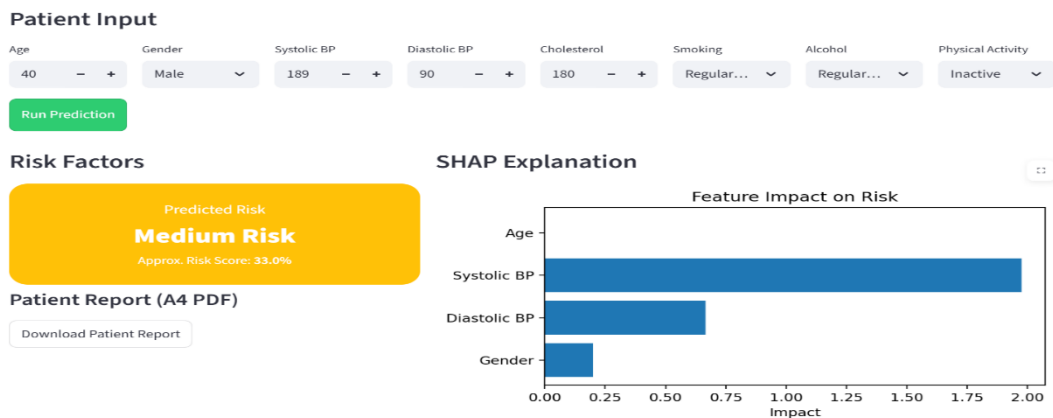 Patient Input
Age Gender Systolic BP Diastolic BP Cholesterol Smoking Alcohol Physical Activity
40 − + Male 189 − + 90 − + 180 − + Regular... Regular... Inactive
Run Prediction
Risk Factors
Predicted Risk
Medium Risk
Approx. Risk Score: 33.0%
Patient Report (A4 PDF)
Download Patient Report
SHAP Explanation
Feature Impact on Risk
Age
Systolic BP
Diastolic BP
Gender
0.00 0.25 0.50 0.75 1.00 1.25 1.50 1.75 2.00
Impact